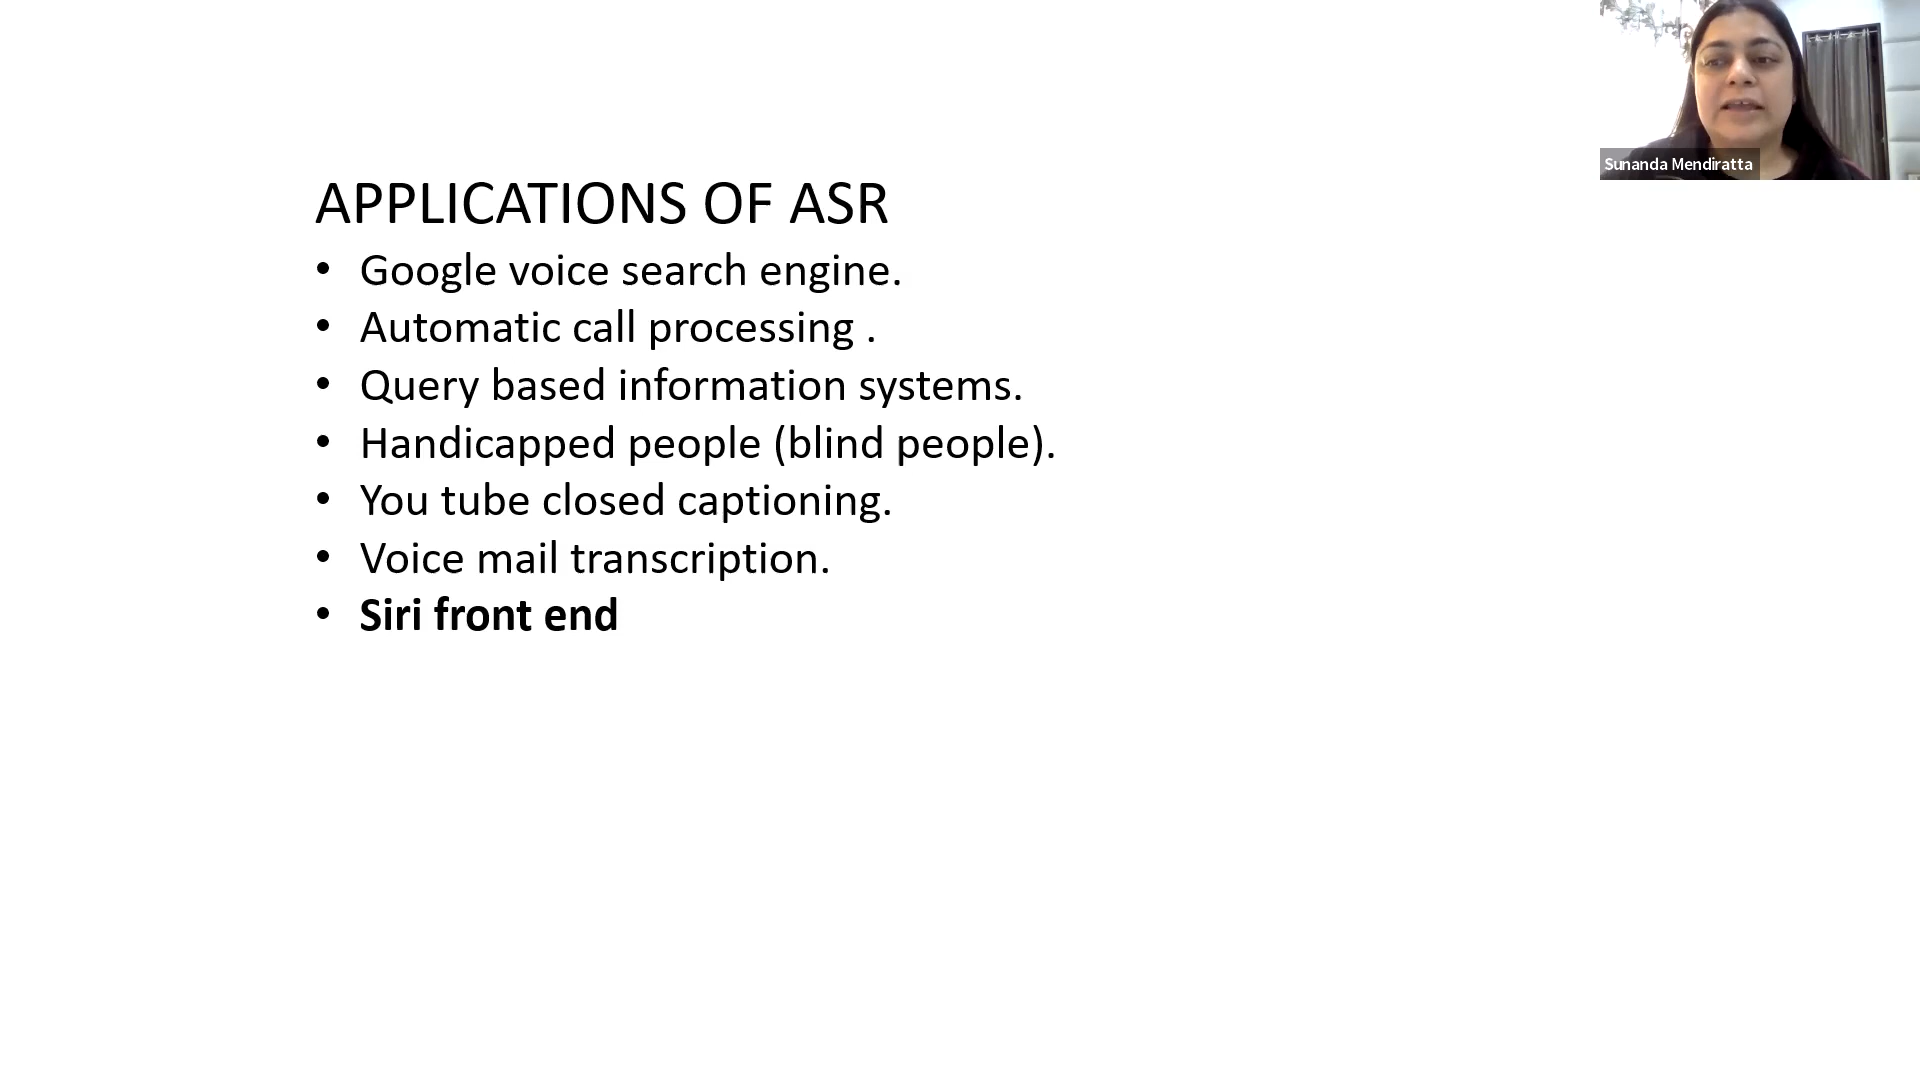 APPLICATIONS OF ASR
• Google voice search engine.
• Automatic call processing .
• Query based information systems.
• Handicapped people (blind people).
• You tube closed captioning.
• Voice mail transcription.
• Siri front end
Sunanda Mendiratta